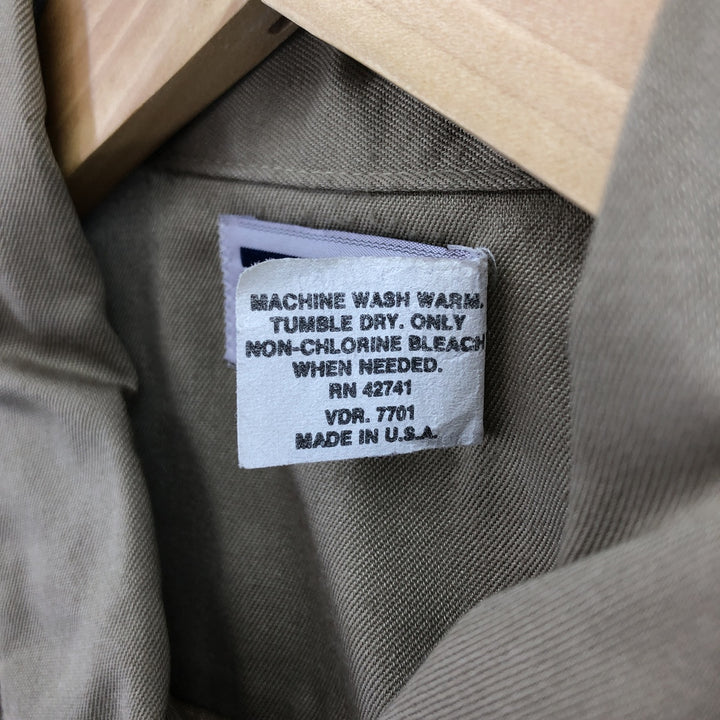 MACHINE WASH WARM.
TUMBLE DRY. ONLY
NON-CHLORINE BLEACH
WHEN NEEDED.
RN 42741
VDR. 7701
MADE IN U.S.A.